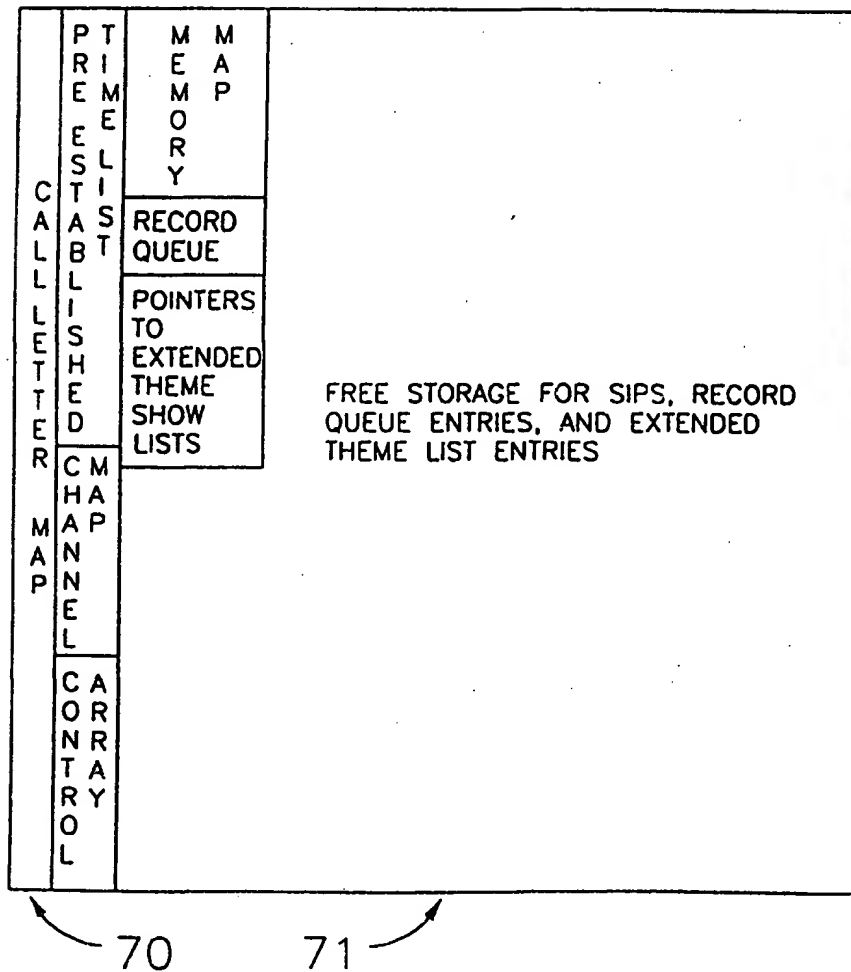 CALL LETTER MAP
PRE ESTABLISHED
TIME LIST
CHANNEL
MAP
CONTROL
ARRAY
MEMORY
MAP
RECORD
QUEUE
POINTERS
TO
EXTENDED
THEME
SHOW
LISTS
FREE STORAGE FOR SIPS, RECORD
QUEUE ENTRIES, AND EXTENDED
THEME LIST ENTRIES
70
71